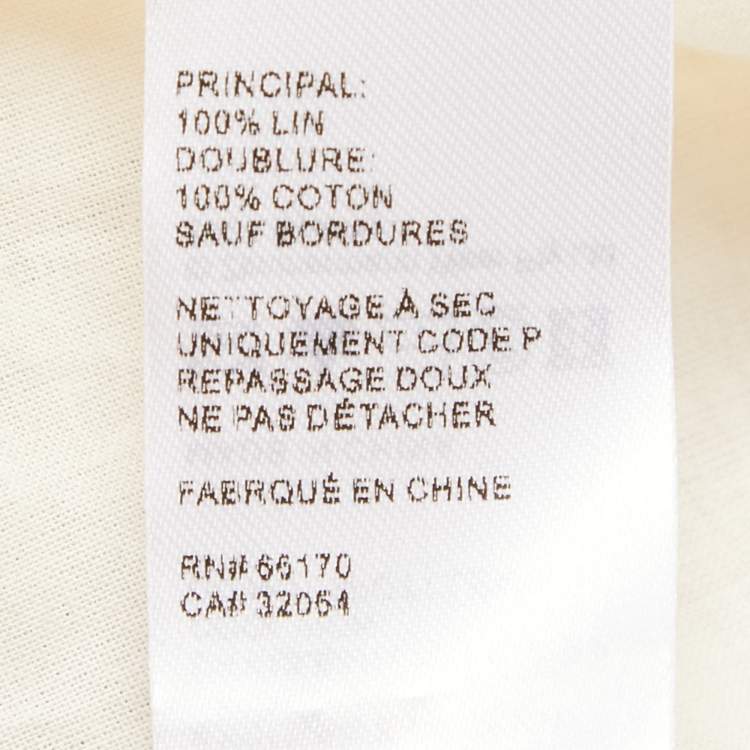 PRINCIPAL:
100% LIN
DOUBLURE:
100% COTON
SAUF BORDURES
NETTOYAGE À SEC
UNIQUEMENT CODE P
REPASSAGE DOUX
NE PAS DÉTACHER
FABRQUÉ EN CHINE
RN# 66170
CA# 32054